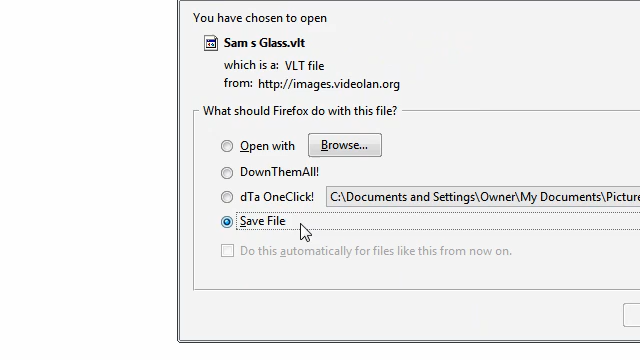 You have chosen to open
Sam s Glass.vlt
which is a: VLT file
from: http://images.videolan.org
What should Firefox do with this file?
Open with Browse...
DownThemAll!
dTa OneClick! C:\Documents and Settings\Owner\My Documents\Picture
Save File
Do this automatically for files like this from now on.